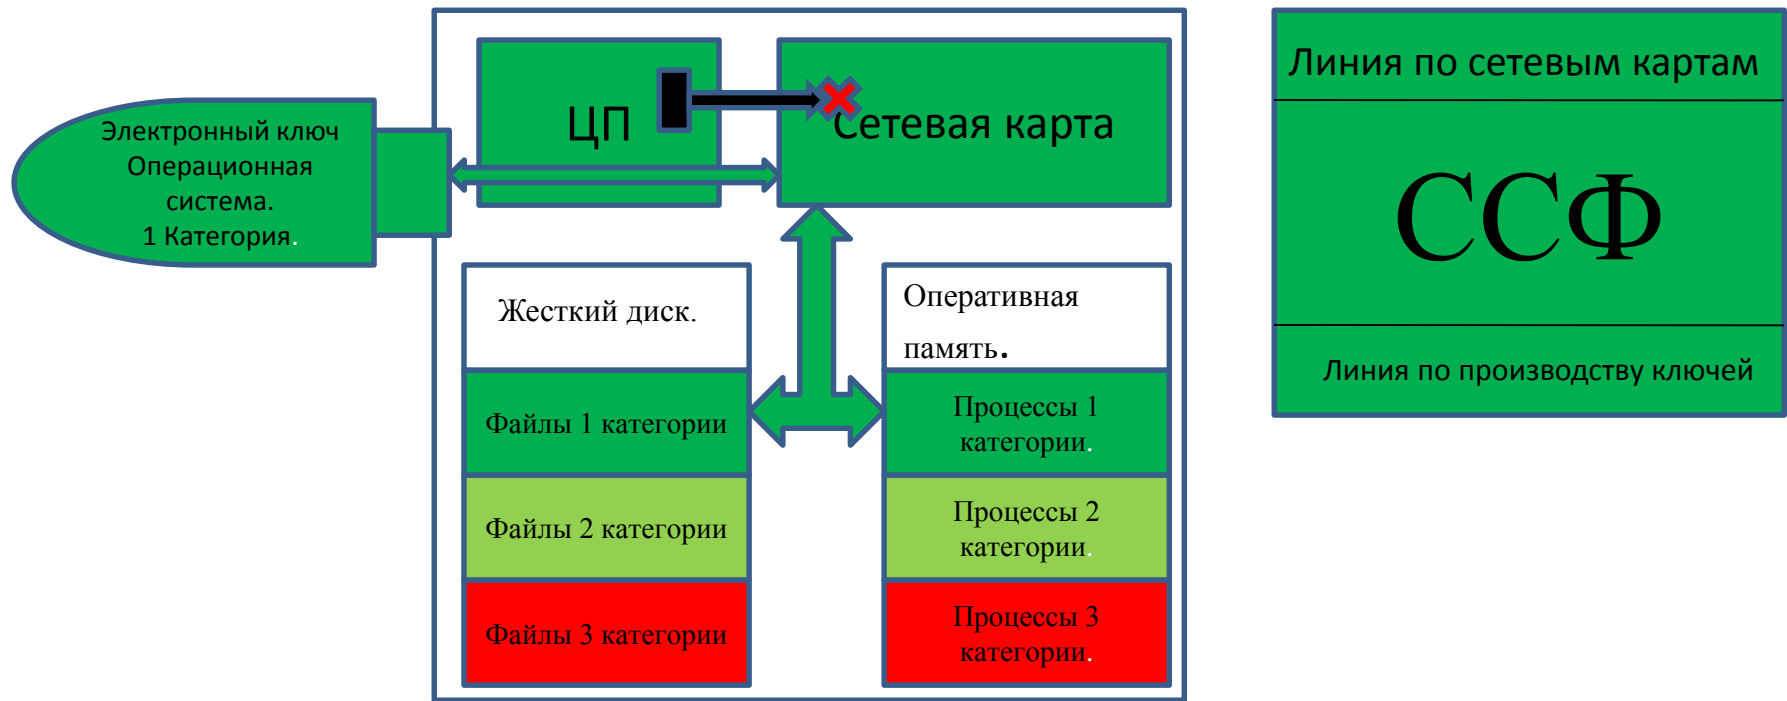 Электронный ключ
Операционная
система.
1 Категория.
ЦП
Сетевая карта
Жесткий диск.
Файлы 1 категории
Файлы 2 категории
Файлы 3 категории
Оперативная
память.
Процессы 1
категории.
Процессы 2
категории.
Процессы 3
категории.
Линия по сетевым картам
ССФ
Линия по производству ключей